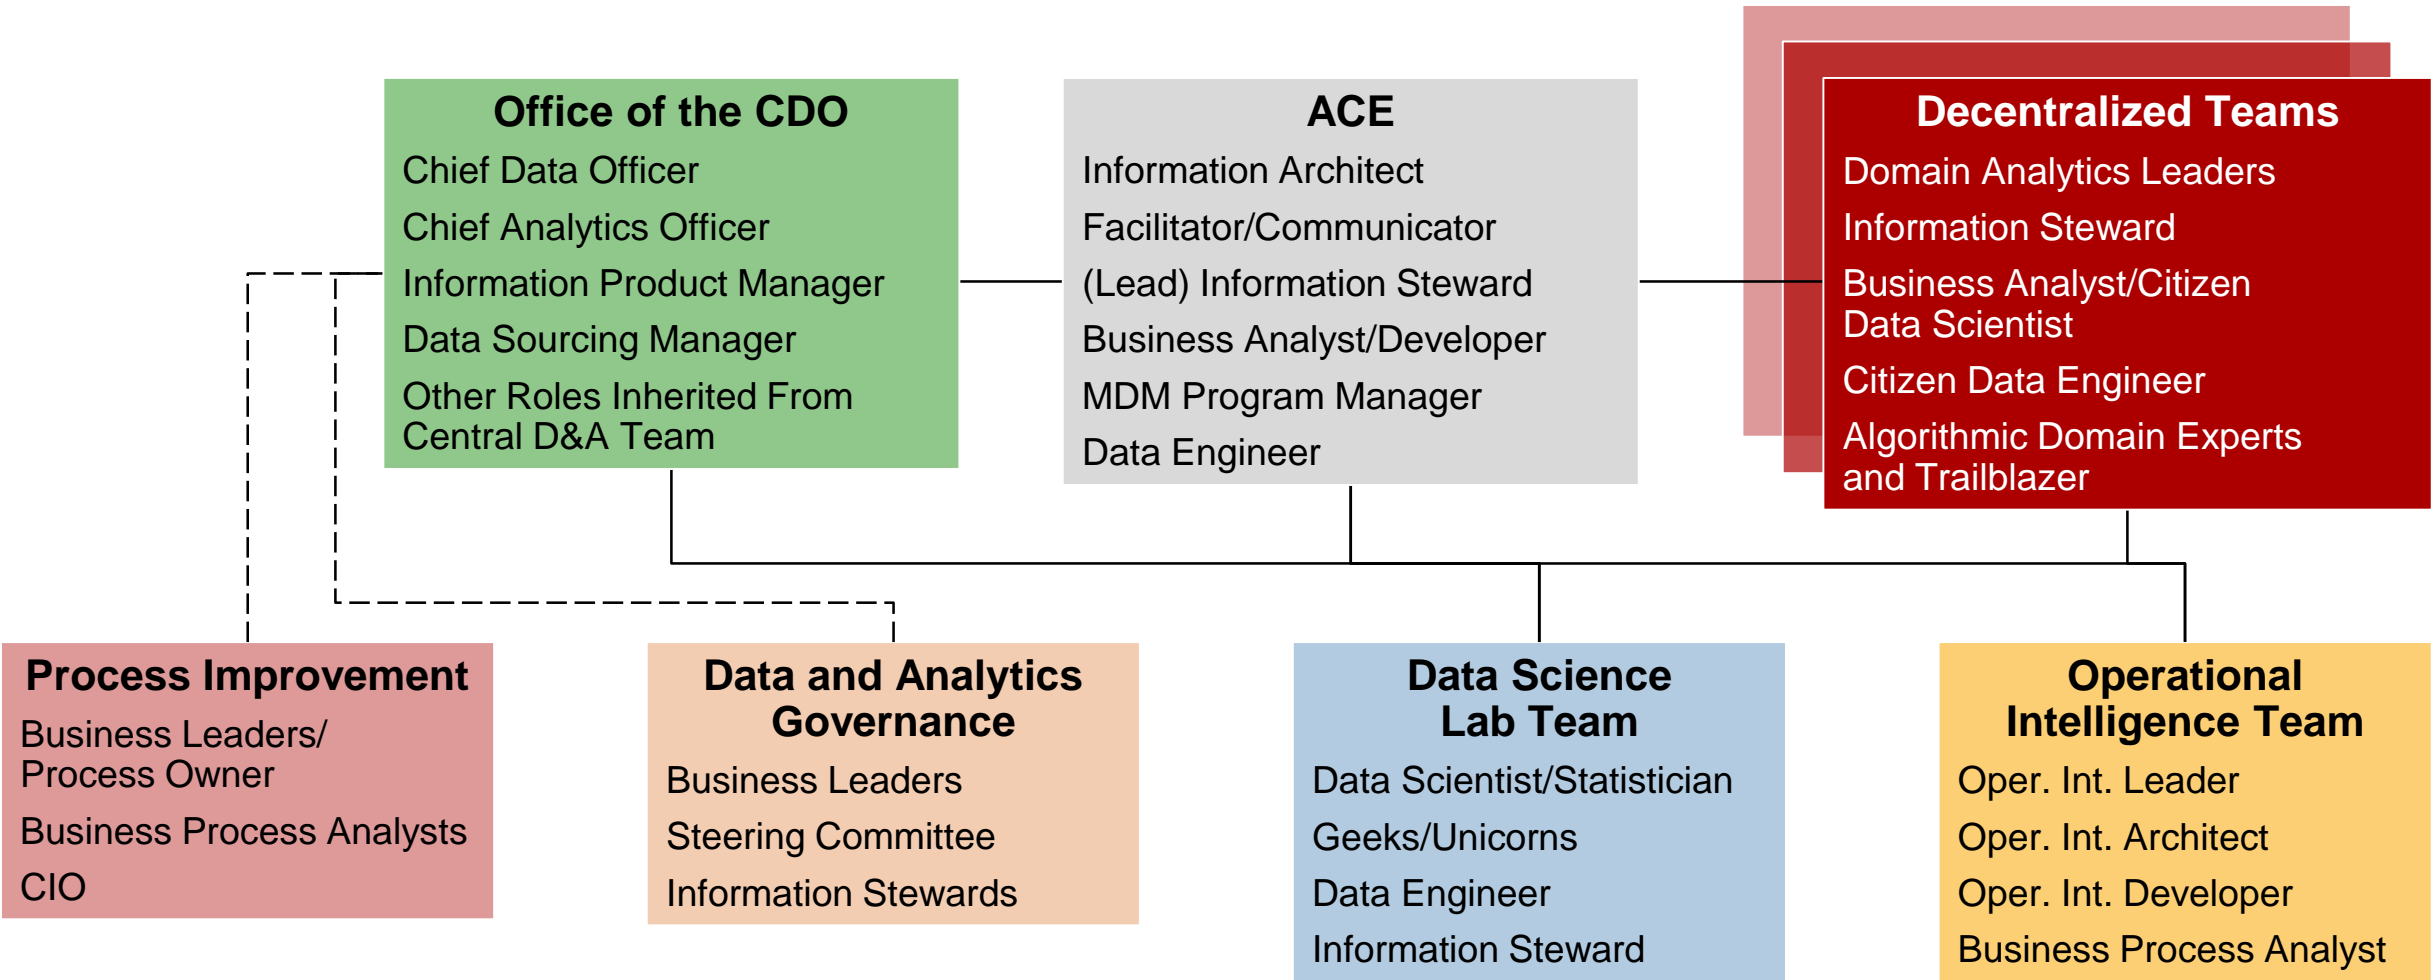 Office of the CDO
Chief Data Officer
Chief Analytics Officer
Information Product Manager
Data Sourcing Manager
Other Roles Inherited From
Central D&A Team
ACE
Information Architect
Facilitator/Communicator
(Lead) Information Steward
Business Analyst/Developer
MDM Program Manager
Data Engineer
Decentralized Teams
Domain Analytics Leaders
Information Steward
Business Analyst/Citizen
Data Scientist
Citizen Data Engineer
Algorithmic Domain Experts
and Trailblazer
Process Improvement
Business Leaders/
Process Owner
Business Process Analysts
CIO
Data and Analytics
Governance
Business Leaders
Steering Committee
Information Stewards
Data Science
Lab Team
Data Scientist/Statistician
Geeks/Unicorns
Data Engineer
Information Steward
Operational
Intelligence Team
Oper. Int. Leader
Oper. Int. Architect
Oper. Int. Developer
Business Process Analyst